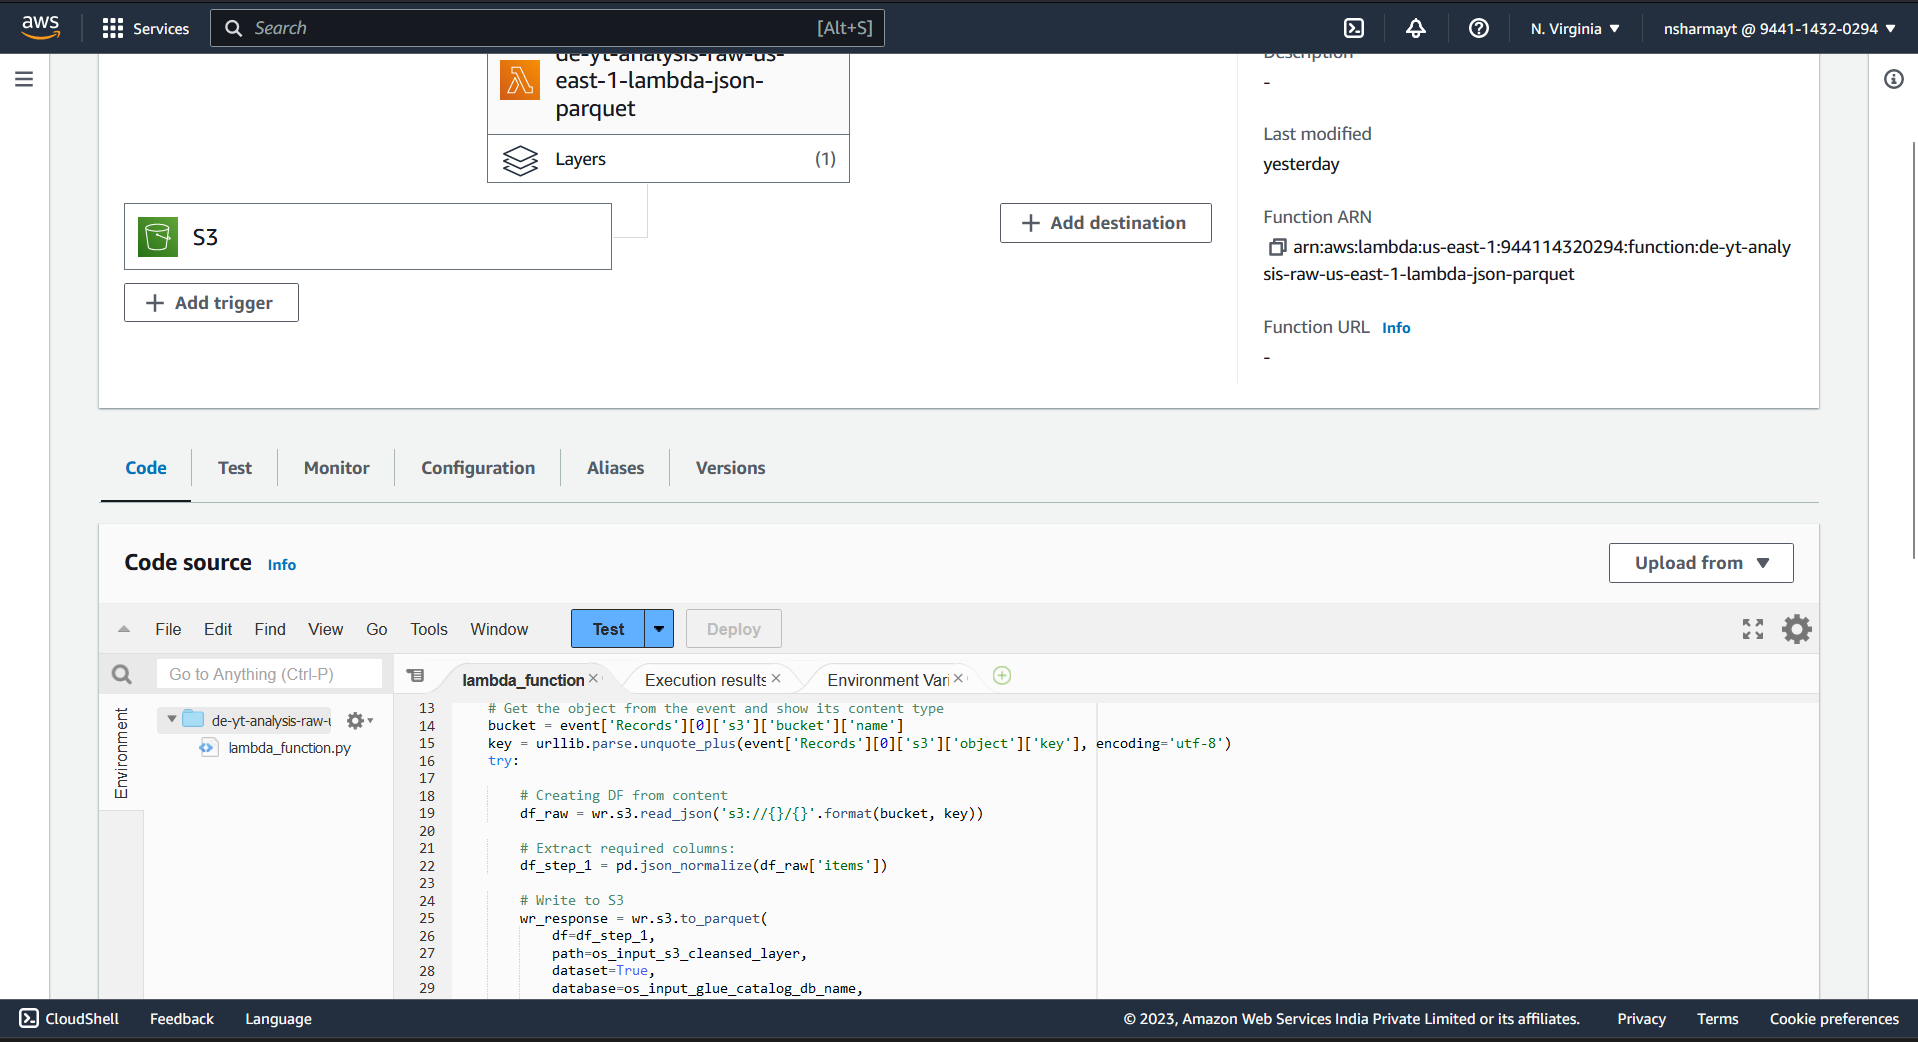 aws
Services
Search
[Alt+S]
N. Virginia
nsharmayt @ 9441-1432-0294
de-yt-analysis-raw-us-
east-1-lambda-json-
parquet
Layers
(1)
S3
Add trigger
Add destination
Description
-
Last modified
yesterday
Function ARN
arn:aws:lambda:us-east-1:944114320294:function:de-yt-analy
sis-raw-us-east-1-lambda-json-parquet
Function URL Info
-
Code
Test
Monitor
Configuration
Aliases
Versions
Code source Info
Upload from
File Edit Find View Go Tools Window
Test
Deploy
Go to Anything (Ctrl-P)
lambda_function
Execution results
Environment Vari
Environment
de-yt-analysis-raw-u
lambda_function.py
13 # Get the object from the event and show its content type
14 bucket = event['Records'][0]['s3']['bucket']['name']
15 key = urllib.parse.unquote_plus(event['Records'][0]['s3']['object']['key'], encoding='utf-8')
16 try:
17
18 # Creating DF from content
19 df_raw = wr.s3.read_json('s3://{}/{}'.format(bucket, key))
20
21 # Extract required columns:
22 df_step_1 = pd.json_normalize(df_raw['items'])
23
24 # Write to S3
25 wr_response = wr.s3.to_parquet(
26 df=df_step_1,
27 path=os_input_s3_cleansed_layer,
28 dataset=True,
29 database=os_input_glue_catalog_db_name,
CloudShell
Feedback
Language
© 2023, Amazon Web Services India Private Limited or its affiliates.
Privacy
Terms
Cookie preferences